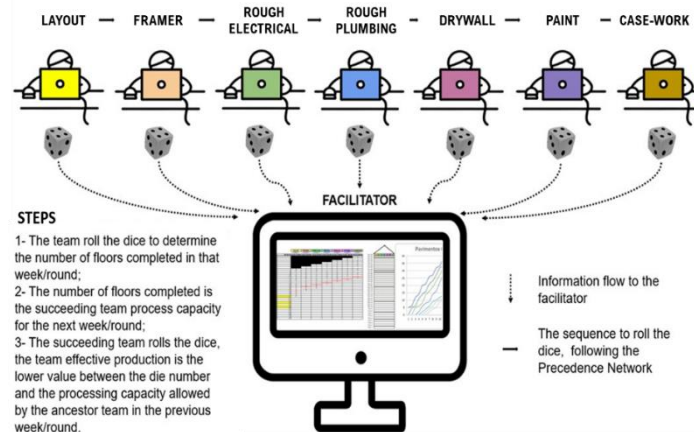 LAYOUT
FRAMER
ROUGH
ELECTRICAL
ROUGH
PLUMBING
DRYWALL
PAINT
CASE-WORK
FACILITATOR
STEPS
1- The team roll the dice to determine
the number of floors completed in that
week/round;
2- The number of floors completed is
the succeeding team process capacity
for the next week/round;
3- The succeeding team rolls the dice,
the team effective production is the
lower value between the die number
and the processing capacity allowed
by the ancestor team in the previous
week/round.
Information flow to the
facilitator
The sequence to roll the
dice, following the
Precedence Network